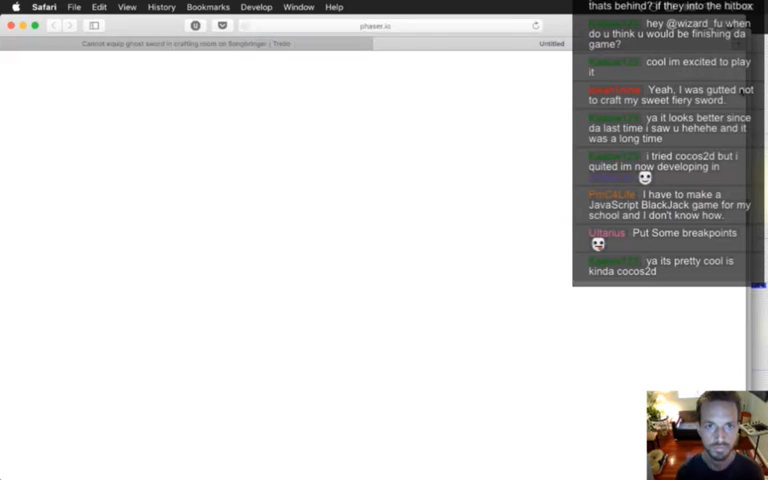 Safari File Edit View History Bookmarks Develop Window Help
phaser.io
Cannot equip ghost sword in crafting room on Songbringer | Trello
Untitled
thats behind? if they into the hitbox
hey @wizard_fu when
do u think u would be finishing da
game?
cool im excited to play
it
Yeah, I was gutted not
to craft my sweet fiery sword.
ya it looks better since
da last time i saw u hehehe and it
was a long time
i tried cocos2d but i
quited im now developing in
PmC4Life I have to make a
JavaScript BlackJack game for my
school and I don't know how.
Ultarius Put Some breakpoints
ya its pretty cool is
kinda cocos2d